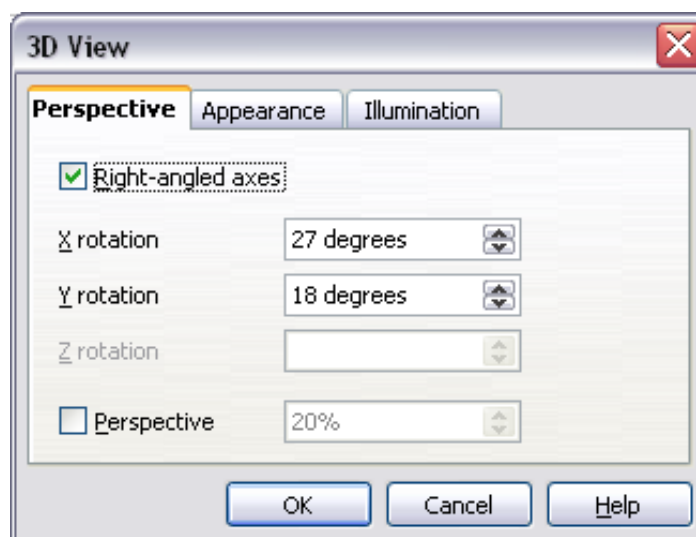 3D View
Perspective Appearance Illumination
Right-angled axes
X rotation 27 degrees
Y rotation 18 degrees
Z rotation
Perspective 20%
OK Cancel Help